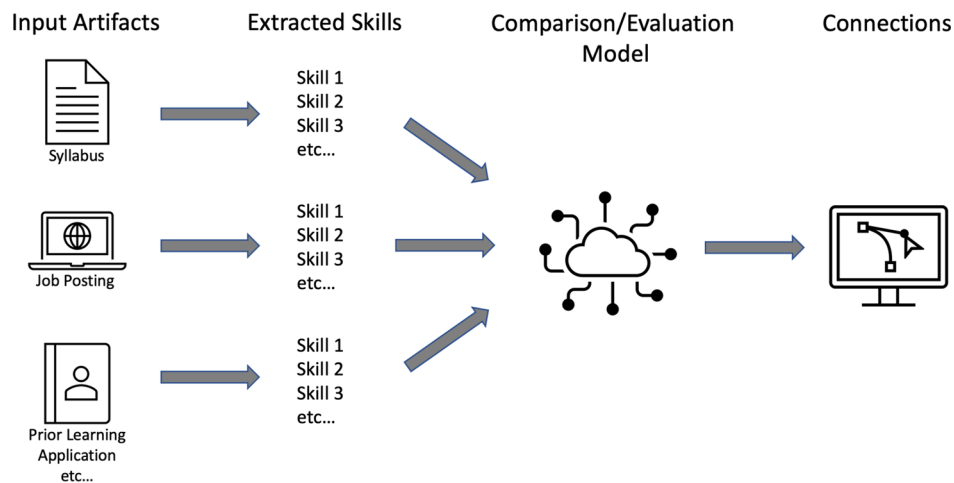 Input Artifacts
Extracted Skills
Comparison/Evaluation
Model
Connections
Syllabus
Skill 1
Skill 2
Skill 3
etc...
Job Posting
Skill 1
Skill 2
Skill 3
etc...
Prior Learning
Application
etc...
Skill 1
Skill 2
Skill 3
etc...